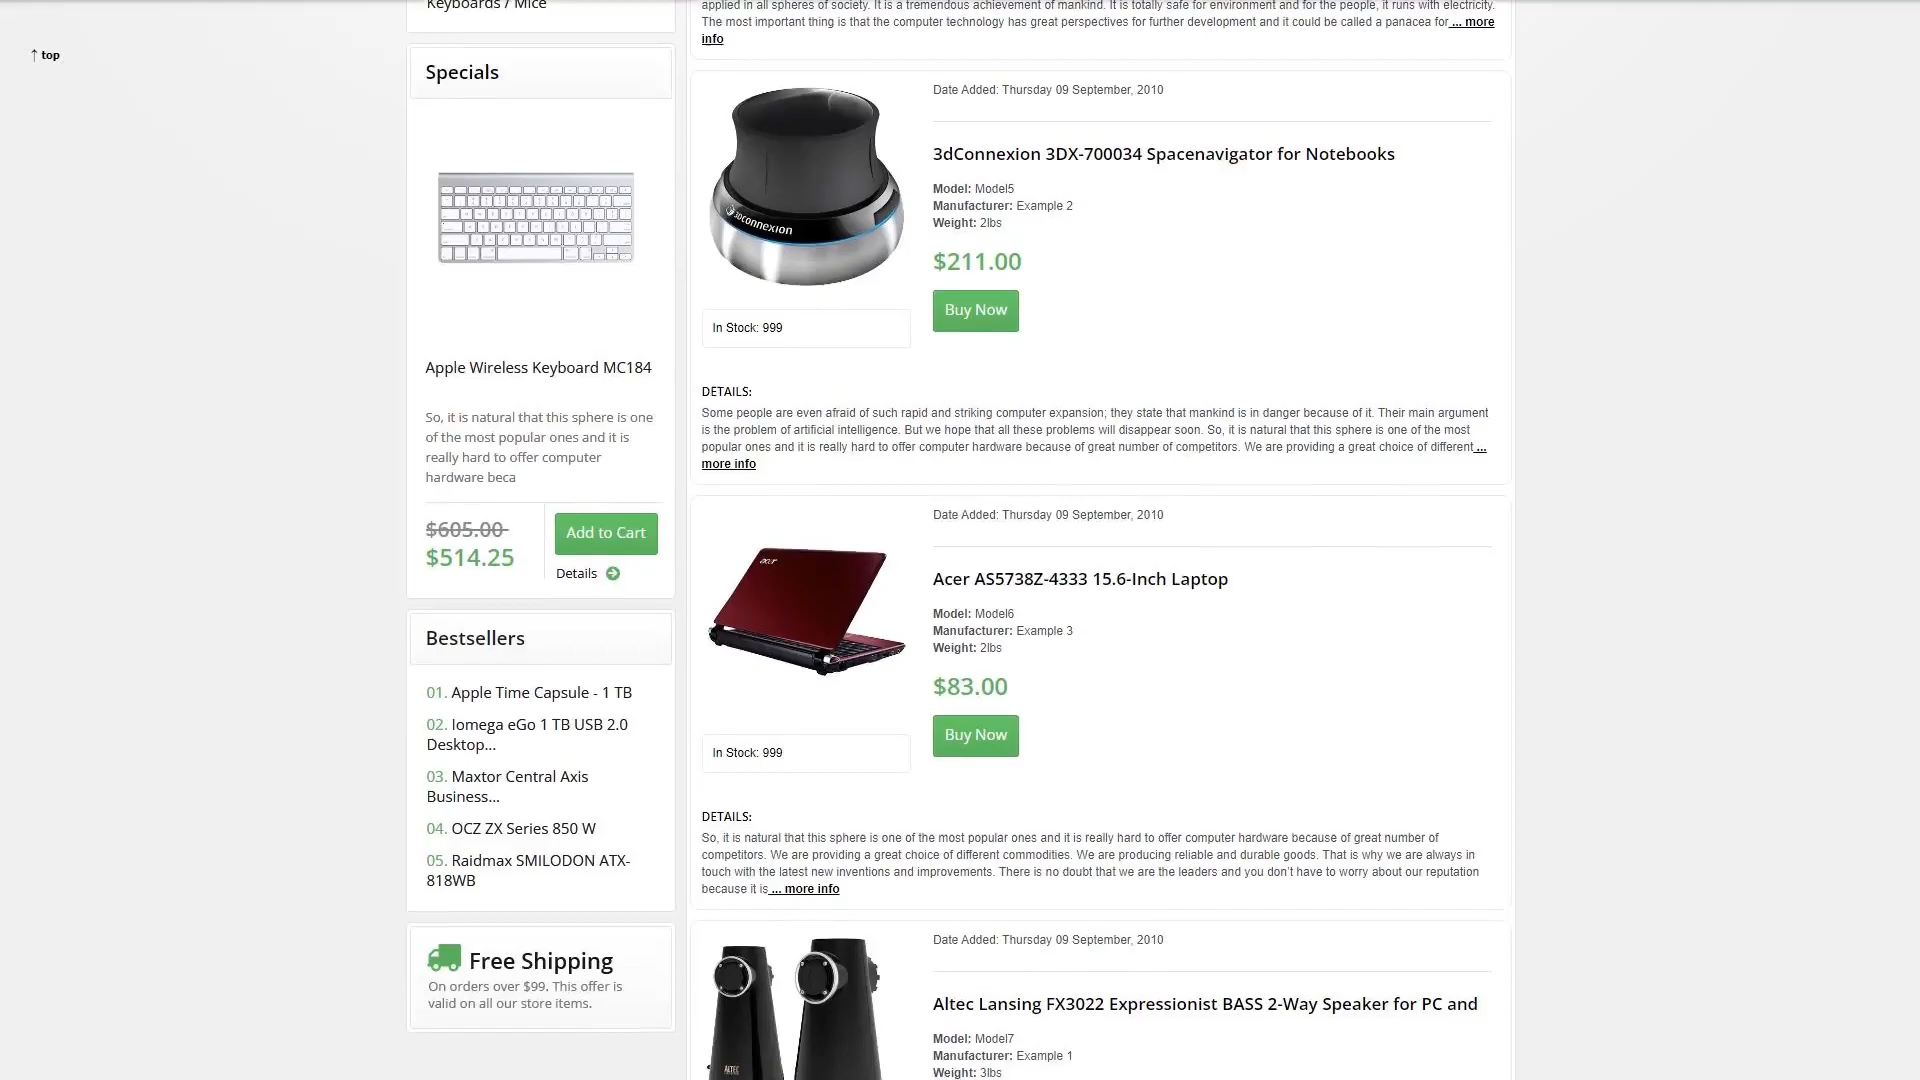 Keyboards / Mice
↑ top
Specials
Apple Wireless Keyboard MC184
So, it is natural that this sphere is one
of the most popular ones and it is
really hard to offer computer
hardware beca
$605.00
$514.25
Add to Cart
Details
Bestsellers
01. Apple Time Capsule - 1 TB
02. Iomega eGo 1 TB USB 2.0
Desktop...
03. Maxtor Central Axis
Business...
04. OCZ ZX Series 850 W
05. Raidmax SMILODON ATX-
818WB
Free Shipping
On orders over $99. This offer is
valid on all our store items.
applied in all spheres of society. It is a tremendous achievement of mankind. It is totally safe for environment and for the people, it runs with electricity.
The most important thing is that the computer technology has great perspectives for further development and it could be called a panacea for ... more
info
3Dconnexion
In Stock: 999
Date Added: Thursday 09 September, 2010
3dConnexion 3DX-700034 Spacenavigator for Notebooks
Model: Model5
Manufacturer: Example 2
Weight: 2lbs
$211.00
Buy Now
DETAILS:
Some people are even afraid of such rapid and striking computer expansion; they state that mankind is in danger because of it. Their main argument
is the problem of artificial intelligence. But we hope that all these problems will disappear soon. So, it is natural that this sphere is one of the most
popular ones and it is really hard to offer computer hardware because of great number of competitors. We are providing a great choice of different ...
more info
acer
In Stock: 999
Date Added: Thursday 09 September, 2010
Acer AS5738Z-4333 15.6-Inch Laptop
Model: Model6
Manufacturer: Example 3
Weight: 2lbs
$83.00
Buy Now
DETAILS:
So, it is natural that this sphere is one of the most popular ones and it is really hard to offer computer hardware because of great number of
competitors. We are providing a great choice of different commodities. We are producing reliable and durable goods. That is why we are always in
touch with the latest new inventions and improvements. There is no doubt that we are the leaders and you don't have to worry about our reputation
because it is ... more info
ALTEC
Date Added: Thursday 09 September, 2010
Altec Lansing FX3022 Expressionist BASS 2-Way Speaker for PC and
Model: Model7
Manufacturer: Example 1
Weight: 3lbs